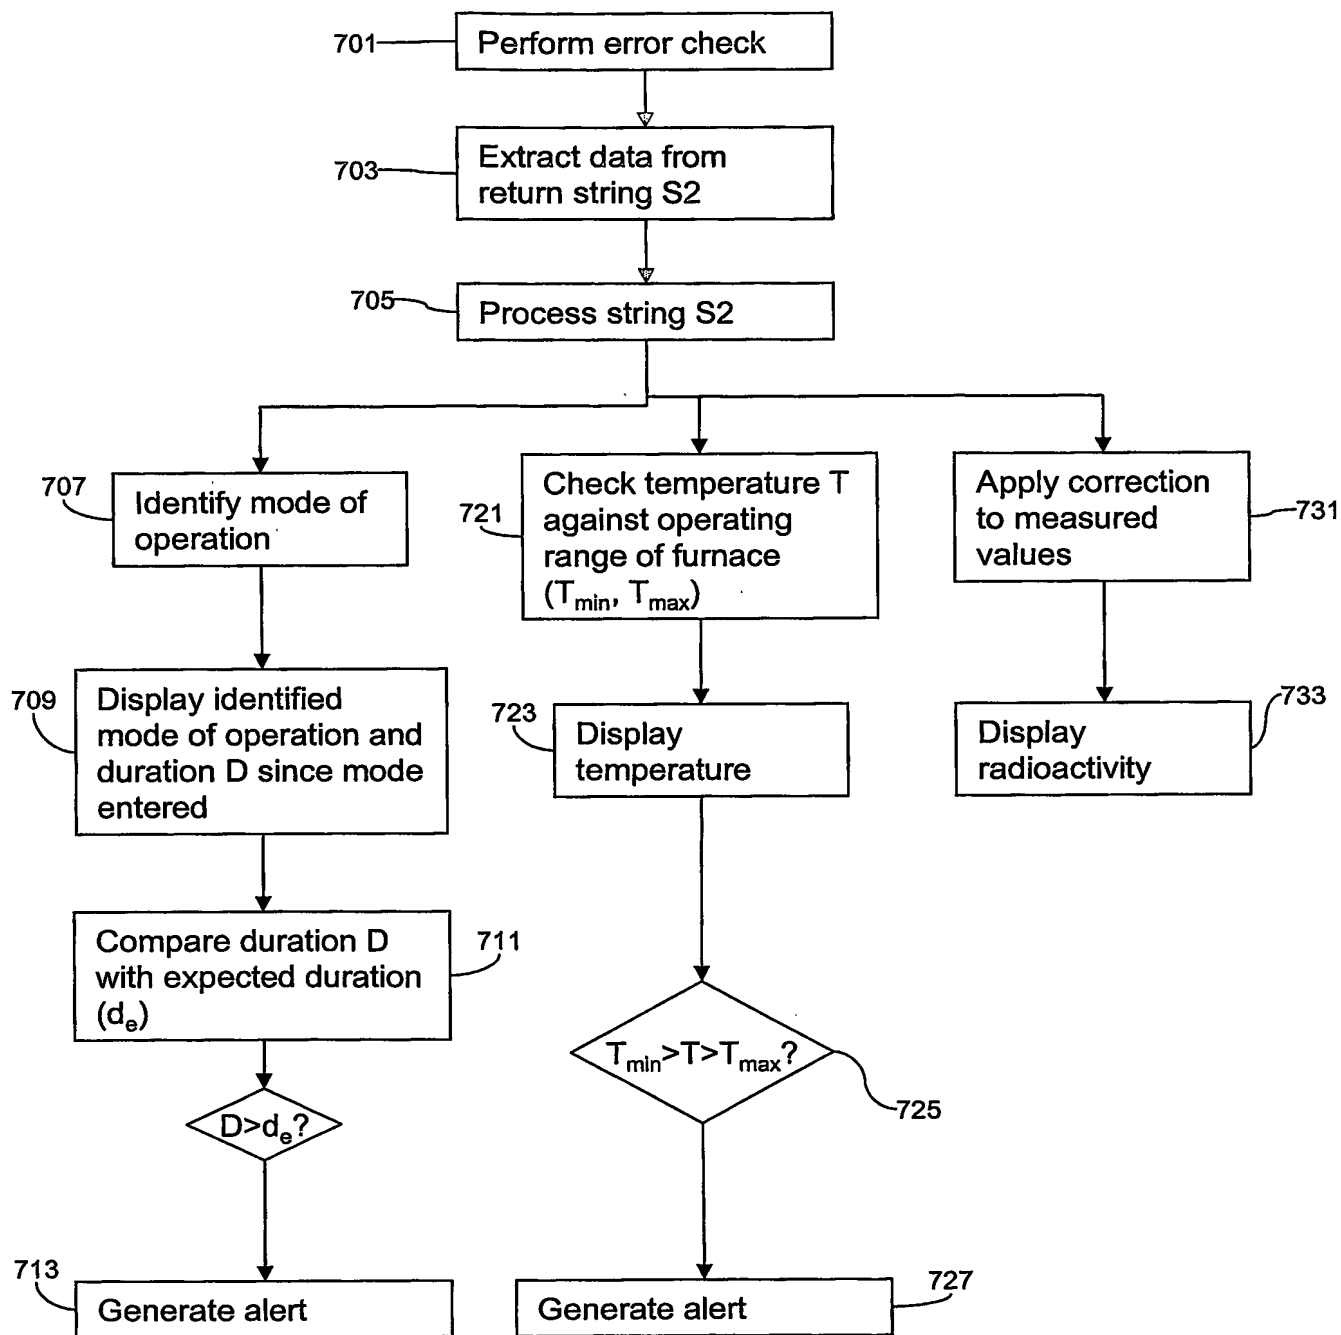 701
Perform error check
703
Extract data from
return string S2
705
Process string S2
707
Identify mode of
operation
709
Display identified
mode of operation and
duration D since mode
entered
Compare duration D
with expected duration
(dₑ)
711
D>dₑ?
713
Generate alert
721
Check temperature T
against operating
range of furnace
(Tmin, Tmax)
723
Display
temperature
Tmin>T>Tmax?
725
Generate alert
727
Apply correction
to measured
values
731
Display
radioactivity
733